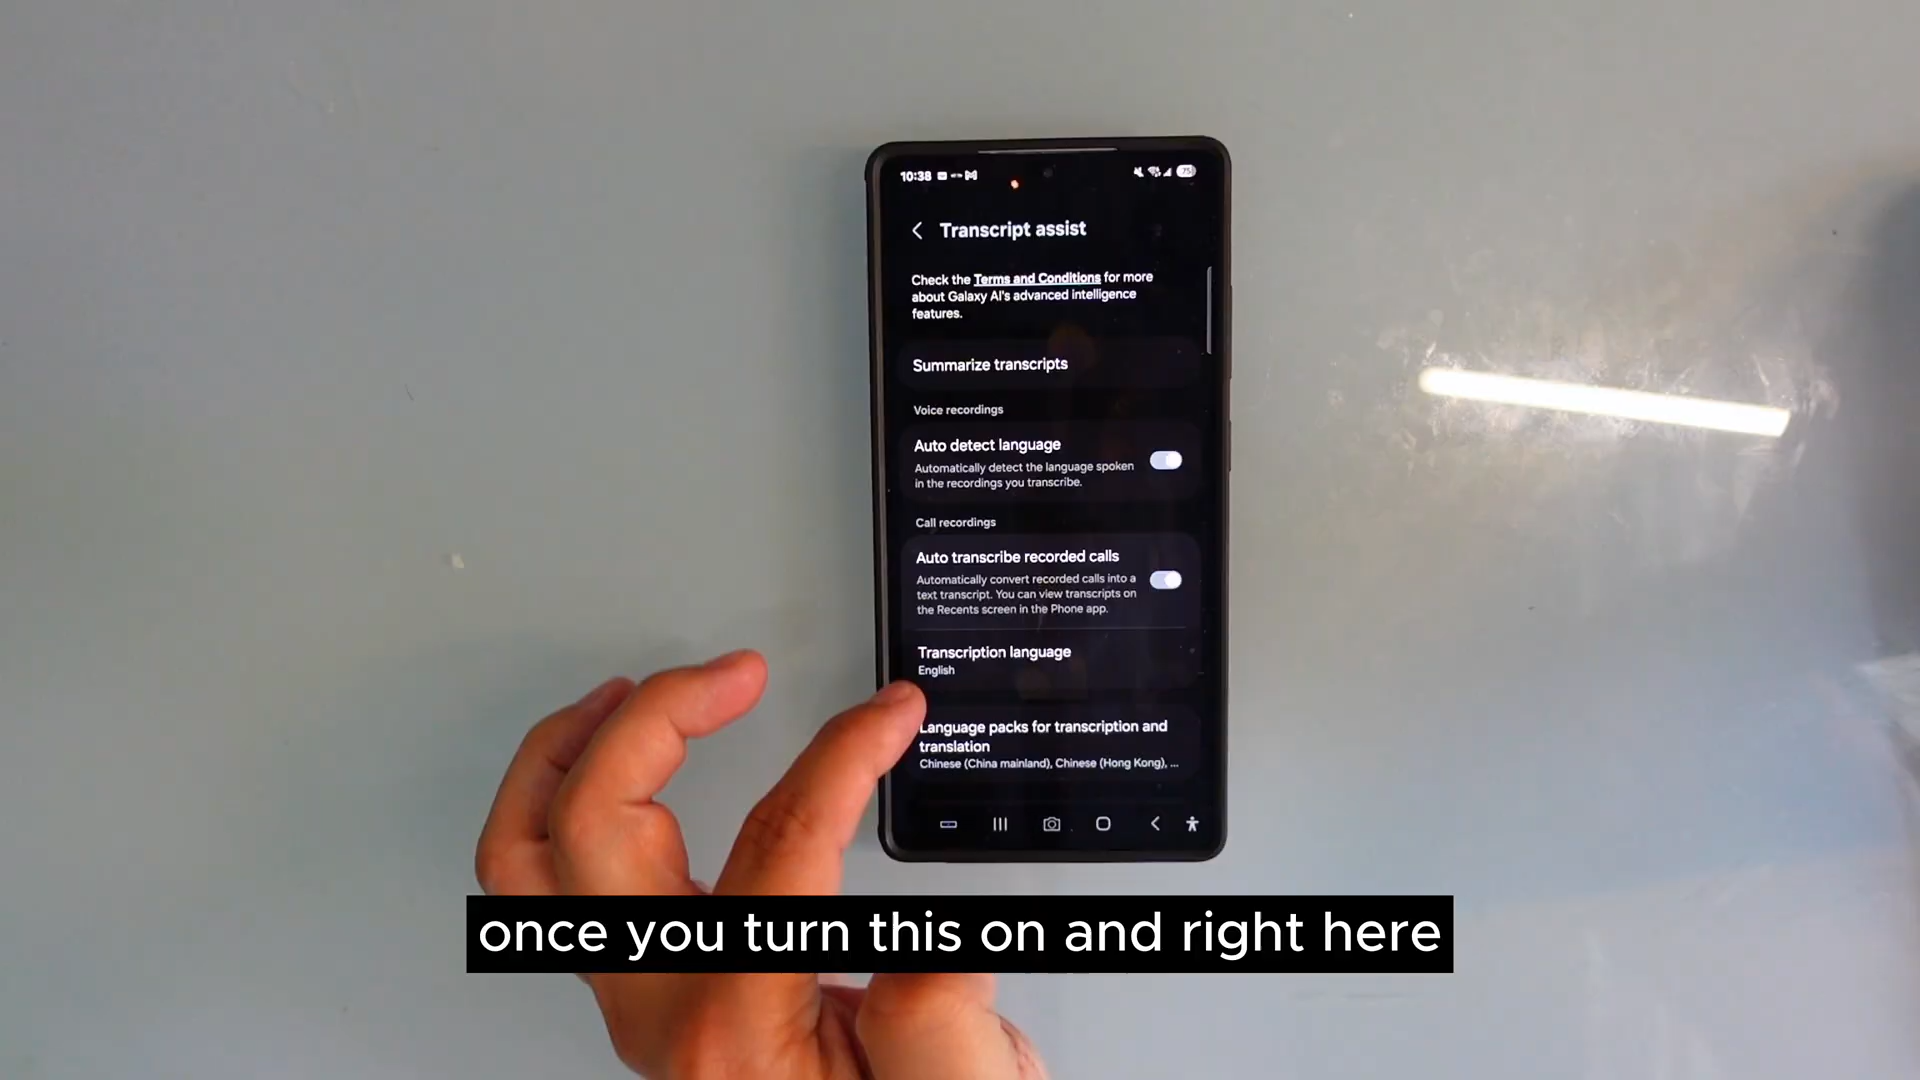 10:38
75
Transcript assist
Check the Terms and Conditions for more
about Galaxy AI's advanced intelligence
features.
Summarize transcripts
Voice recordings
Auto detect language
Automatically detect the language spoken
in the recordings you transcribe.
Call recordings
Auto transcribe recorded calls
Automatically convert recorded calls into a
text transcript. You can view transcripts on
the Recents screen in the Phone app.
Transcription language
English
Language packs for transcription and
translation
Chinese (China mainland), Chinese (Hong Kong), ...
once you turn this on and right here